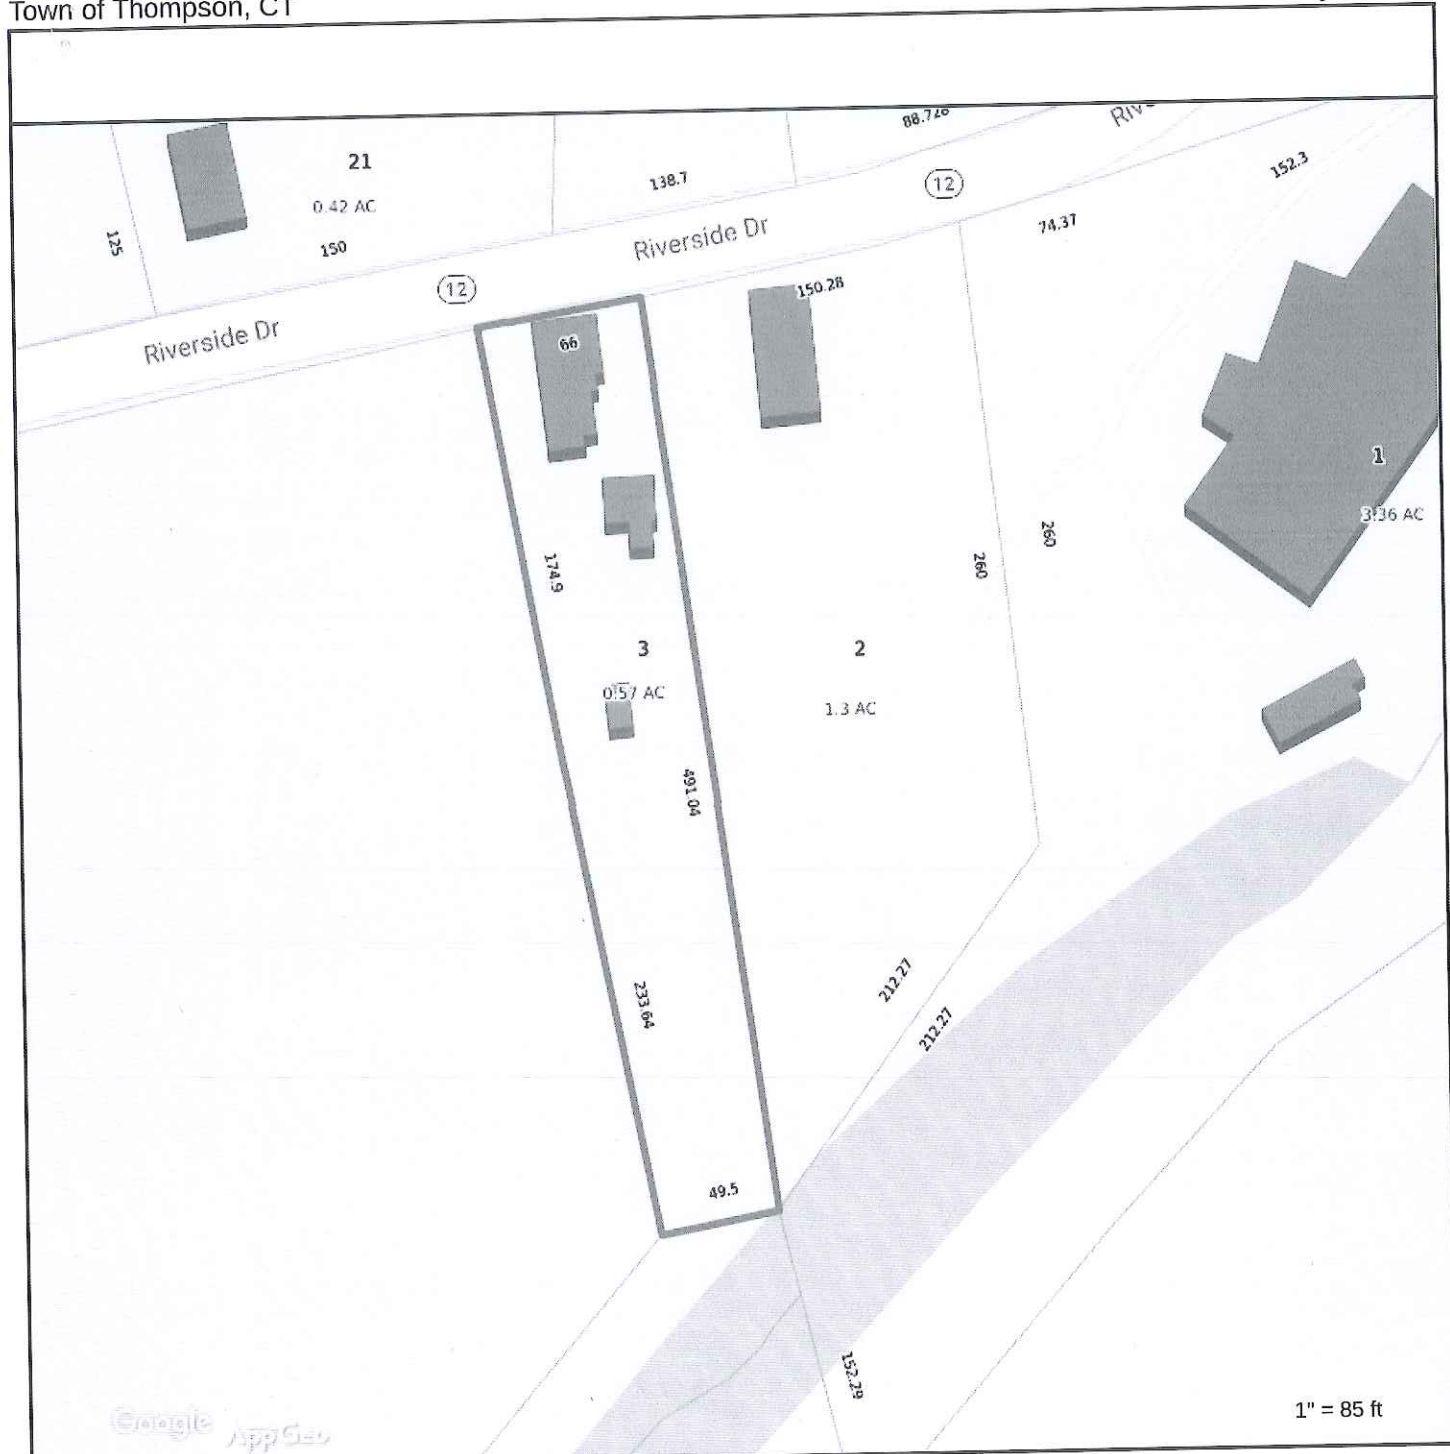 Town of Thompson, CT
21
0.42 AC
125
150
138.7
88.728
12
152.3
74.37
Riverside Dr
150.28
12
Riverside Dr
66
1
3.36 AC
174.9
260
260
3
0.57 AC
2
1.3 AC
491.04
233.64
212.27
212.27
49.5
152.29
1" = 85 ft
Google
AppGeo